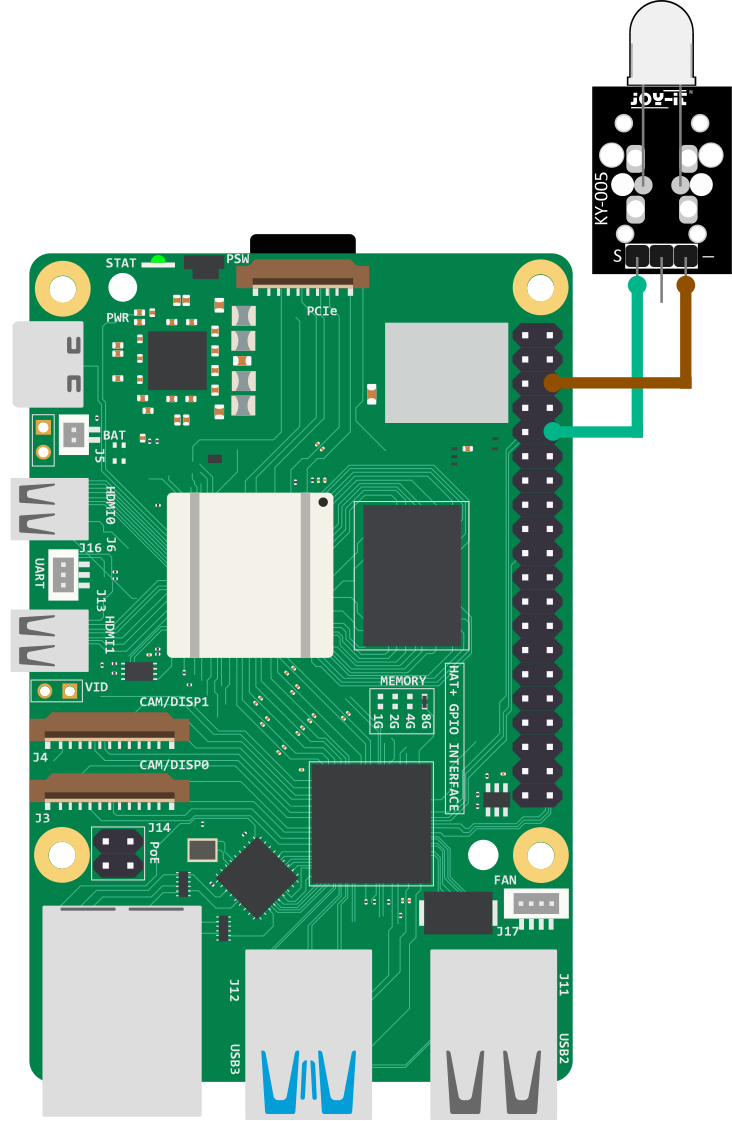 JOY-iT
KY-005
S
–
STAT
PSW
PCIe
PWR
BAT
J5
HDMI0
J6
J16
UART
J13
HDMI1
VID
MEMORY
1G 2G 4G 8G
HAT+ GPIO INTERFACE
CAM/DISP1
J4
CAM/DISP0
J3
J14
PoE
FAN
J17
J12
J11
USB3
USB2